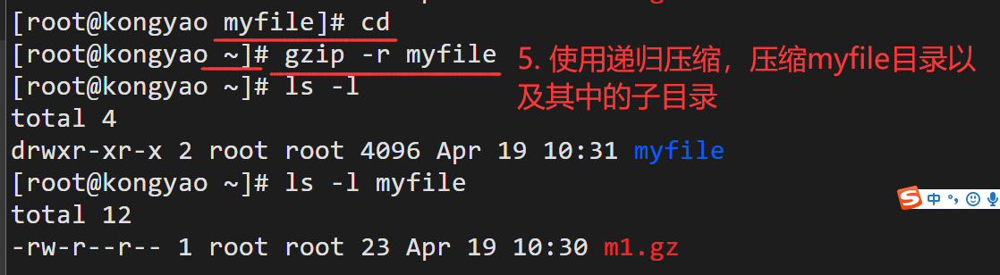 [root@kongyao myfile]# cd
[root@kongyao ~]# gzip -r myfile
5. 使用递归压缩，压缩myfile目录以
及其中的子目录
[root@kongyao ~]# ls -l
total 4
drwxr-xr-x 2 root root 4096 Apr 19 10:31 myfile
[root@kongyao ~]# ls -l myfile
total 12
-rw-r--r-- 1 root root 23 Apr 19 10:30 m1.gz
S 中